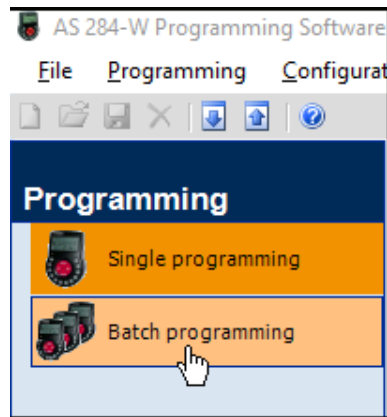 AS 284-W Programming Software
File Programming Configurat
Programming
Single programming
Batch programming